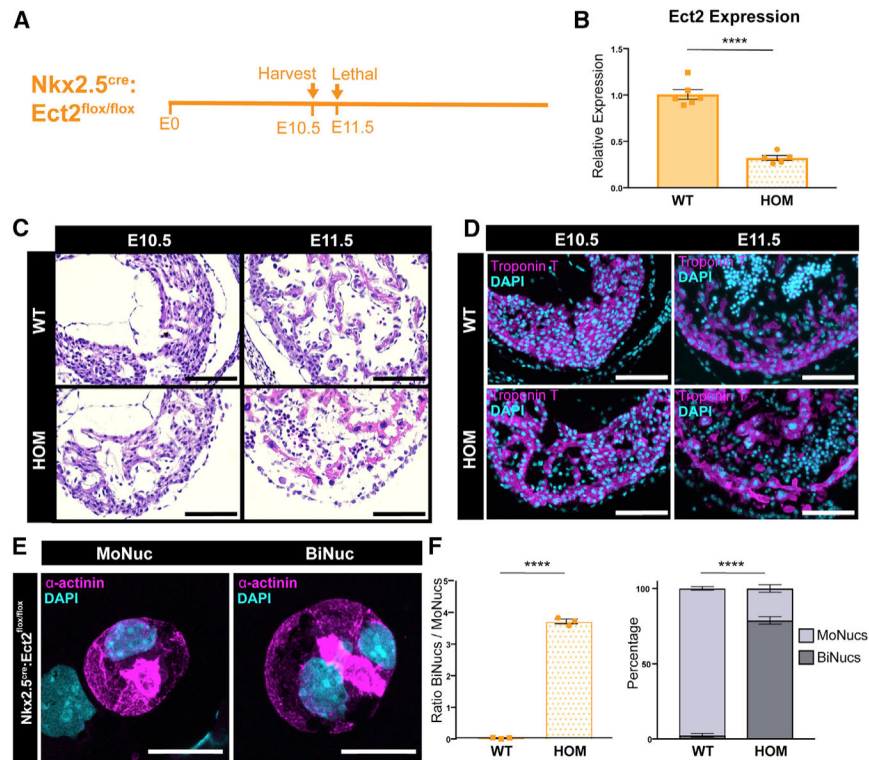 A
Nkx2.5cre:
Ect2flox/flox
Harvest
Lethal
E0
E10.5
E11.5
B
Ect2 Expression
****
Relative Expression
1.5
1.0
0.5
0.0
WT
HOM
C
E10.5
E11.5
WT
HOM
D
E10.5
E11.5
WT
HOM
Troponin T
DAPI
Troponin T
DAPI
Troponin T
DAPI
Troponin T
DAPI
E
MoNuc
BiNuc
Nkx2.5cre:Ect2flox/flox
α-actinin
DAPI
α-actinin
DAPI
F
****
Ratio BiNucs / MoNucs
5
4
3
2
1
0
WT
HOM
****
Percentage
100
50
0
WT
HOM
MoNucs
BiNucs